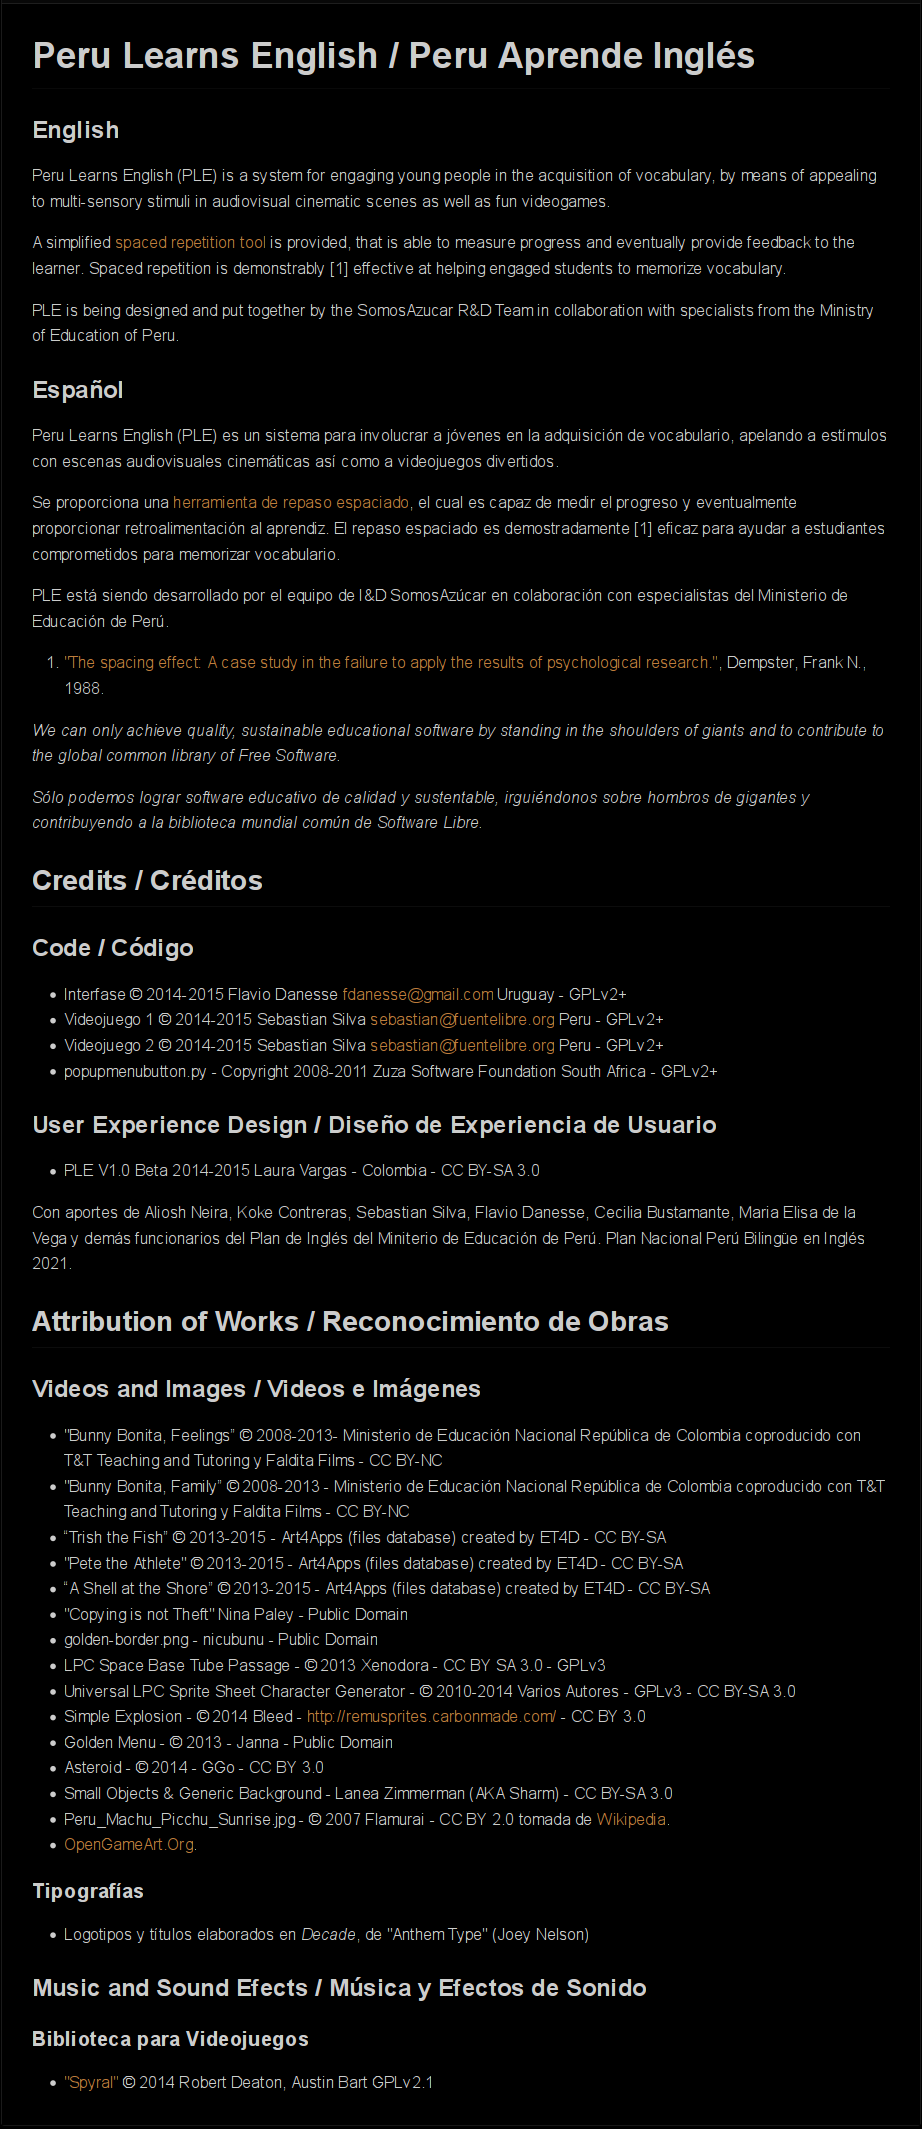 Peru Learns English / Peru Aprende Inglés
English
Peru Learns English (PLE) is a system for engaging young people in the acquisition of vocabulary, by means of appealing
to multi-sensory stimuli in audiovisual cinematic scenes as well as fun videogames.
A simplified spaced repetition tool is provided, that is able to measure progress and eventually provide feedback to the
learner. Spaced repetition is demonstrably [1] effective at helping engaged students to memorize vocabulary.
PLE is being designed and put together by the SomosAzucar R&D Team in collaboration with specialists from the Ministry
of Education of Peru.
Español
Peru Learns English (PLE) es un sistema para involucrar a jóvenes en la adquisición de vocabulario, apelando a estímulos
con escenas audiovisuales cinemáticas así como a videojuegos divertidos.
Se proporciona una herramienta de repaso espaciado, el cual es capaz de medir el progreso y eventualmente
proporcionar retroalimentación al aprendiz. El repaso espaciado es demostradamente [1] eficaz para ayudar a estudiantes
comprometidos para memorizar vocabulario.
PLE está siendo desarrollado por el equipo de I&D SomosAzúcar en colaboración con especialistas del Ministerio de
Educación de Perú.
1. "The spacing effect: A case study in the failure to apply the results of psychological research.", Dempster, Frank N.,
1988.
We can only achieve quality, sustainable educational software by standing in the shoulders of giants and to contribute to
the global common library of Free Software.
Sólo podemos lograr software educativo de calidad y sustentable, irguiéndonos sobre hombros de gigantes y
contribuyendo a la biblioteca mundial común de Software Libre.
Credits / Créditos
Code / Código
• Interfase © 2014-2015 Flavio Danesse fdanesse@gmail.com Uruguay - GPLv2+
• Videojuego 1 © 2014-2015 Sebastian Silva sebastian@fuentelibre.org Peru - GPLv2+
• Videojuego 2 © 2014-2015 Sebastian Silva sebastian@fuentelibre.org Peru - GPLv2+
• popupmenubutton.py - Copyright 2008-2011 Zuza Software Foundation South Africa - GPLv2+
User Experience Design / Diseño de Experiencia de Usuario
• PLE V1.0 Beta 2014-2015 Laura Vargas - Colombia - CC BY-SA 3.0
Con aportes de Aliosh Neira, Koke Contreras, Sebastian Silva, Flavio Danesse, Cecilia Bustamante, Maria Elisa de la
Vega y demás funcionarios del Plan de Inglés del Miniterio de Educación de Perú. Plan Nacional Perú Bilingüe en Inglés
2021.
Attribution of Works / Reconocimiento de Obras
Videos and Images / Videos e Imágenes
• "Bunny Bonita, Feelings” © 2008-2013- Ministerio de Educación Nacional República de Colombia coproducido con
T&T Teaching and Tutoring y Faldita Films - CC BY-NC
• "Bunny Bonita, Family” © 2008-2013 - Ministerio de Educación Nacional República de Colombia coproducido con T&T
Teaching and Tutoring y Faldita Films - CC BY-NC
• “Trish the Fish” © 2013-2015 - Art4Apps (files database) created by ET4D - CC BY-SA
• "Pete the Athlete" © 2013-2015 - Art4Apps (files database) created by ET4D - CC BY-SA
• “A Shell at the Shore” © 2013-2015 - Art4Apps (files database) created by ET4D - CC BY-SA
• "Copying is not Theft" Nina Paley - Public Domain
• golden-border.png - nicubunu - Public Domain
• LPC Space Base Tube Passage - © 2013 Xenodora - CC BY SA 3.0 - GPLv3
• Universal LPC Sprite Sheet Character Generator - © 2010-2014 Varios Autores - GPLv3 - CC BY-SA 3.0
• Simple Explosion - © 2014 Bleed - http://remusprites.carbonmade.com/ - CC BY 3.0
• Golden Menu - © 2013 - Janna - Public Domain
• Asteroid - © 2014 - GGo - CC BY 3.0
• Small Objects & Generic Background - Lanea Zimmerman (AKA Sharm) - CC BY-SA 3.0
• Peru_Machu_Picchu_Sunrise.jpg - © 2007 Flamurai - CC BY 2.0 tomada de Wikipedia.
• OpenGameArt.Org.
Tipografías
• Logotipos y títulos elaborados en Decade, de "Anthem Type" (Joey Nelson)
Music and Sound Efects / Música y Efectos de Sonido
Biblioteca para Videojuegos
• "Spyral" © 2014 Robert Deaton, Austin Bart GPLv2.1